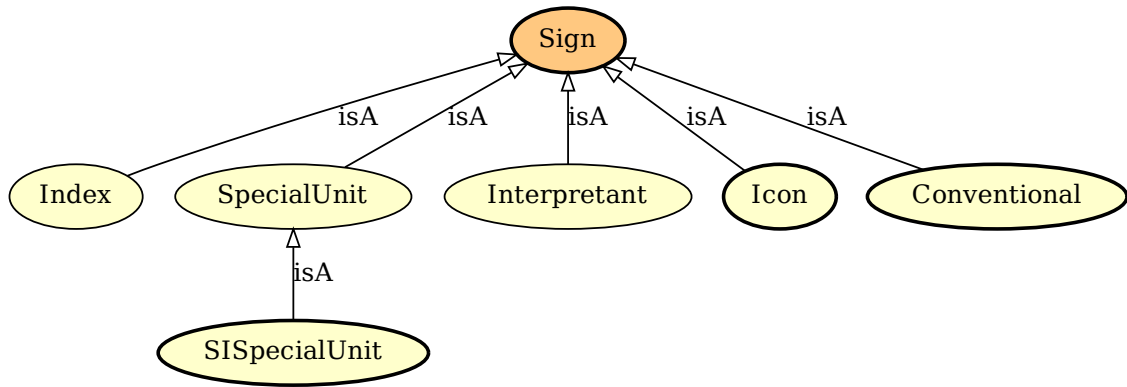 Sign
isA isA isA isA isA
Index SpecialUnit Interpretant Icon Conventional
isA
SISpecialUnit